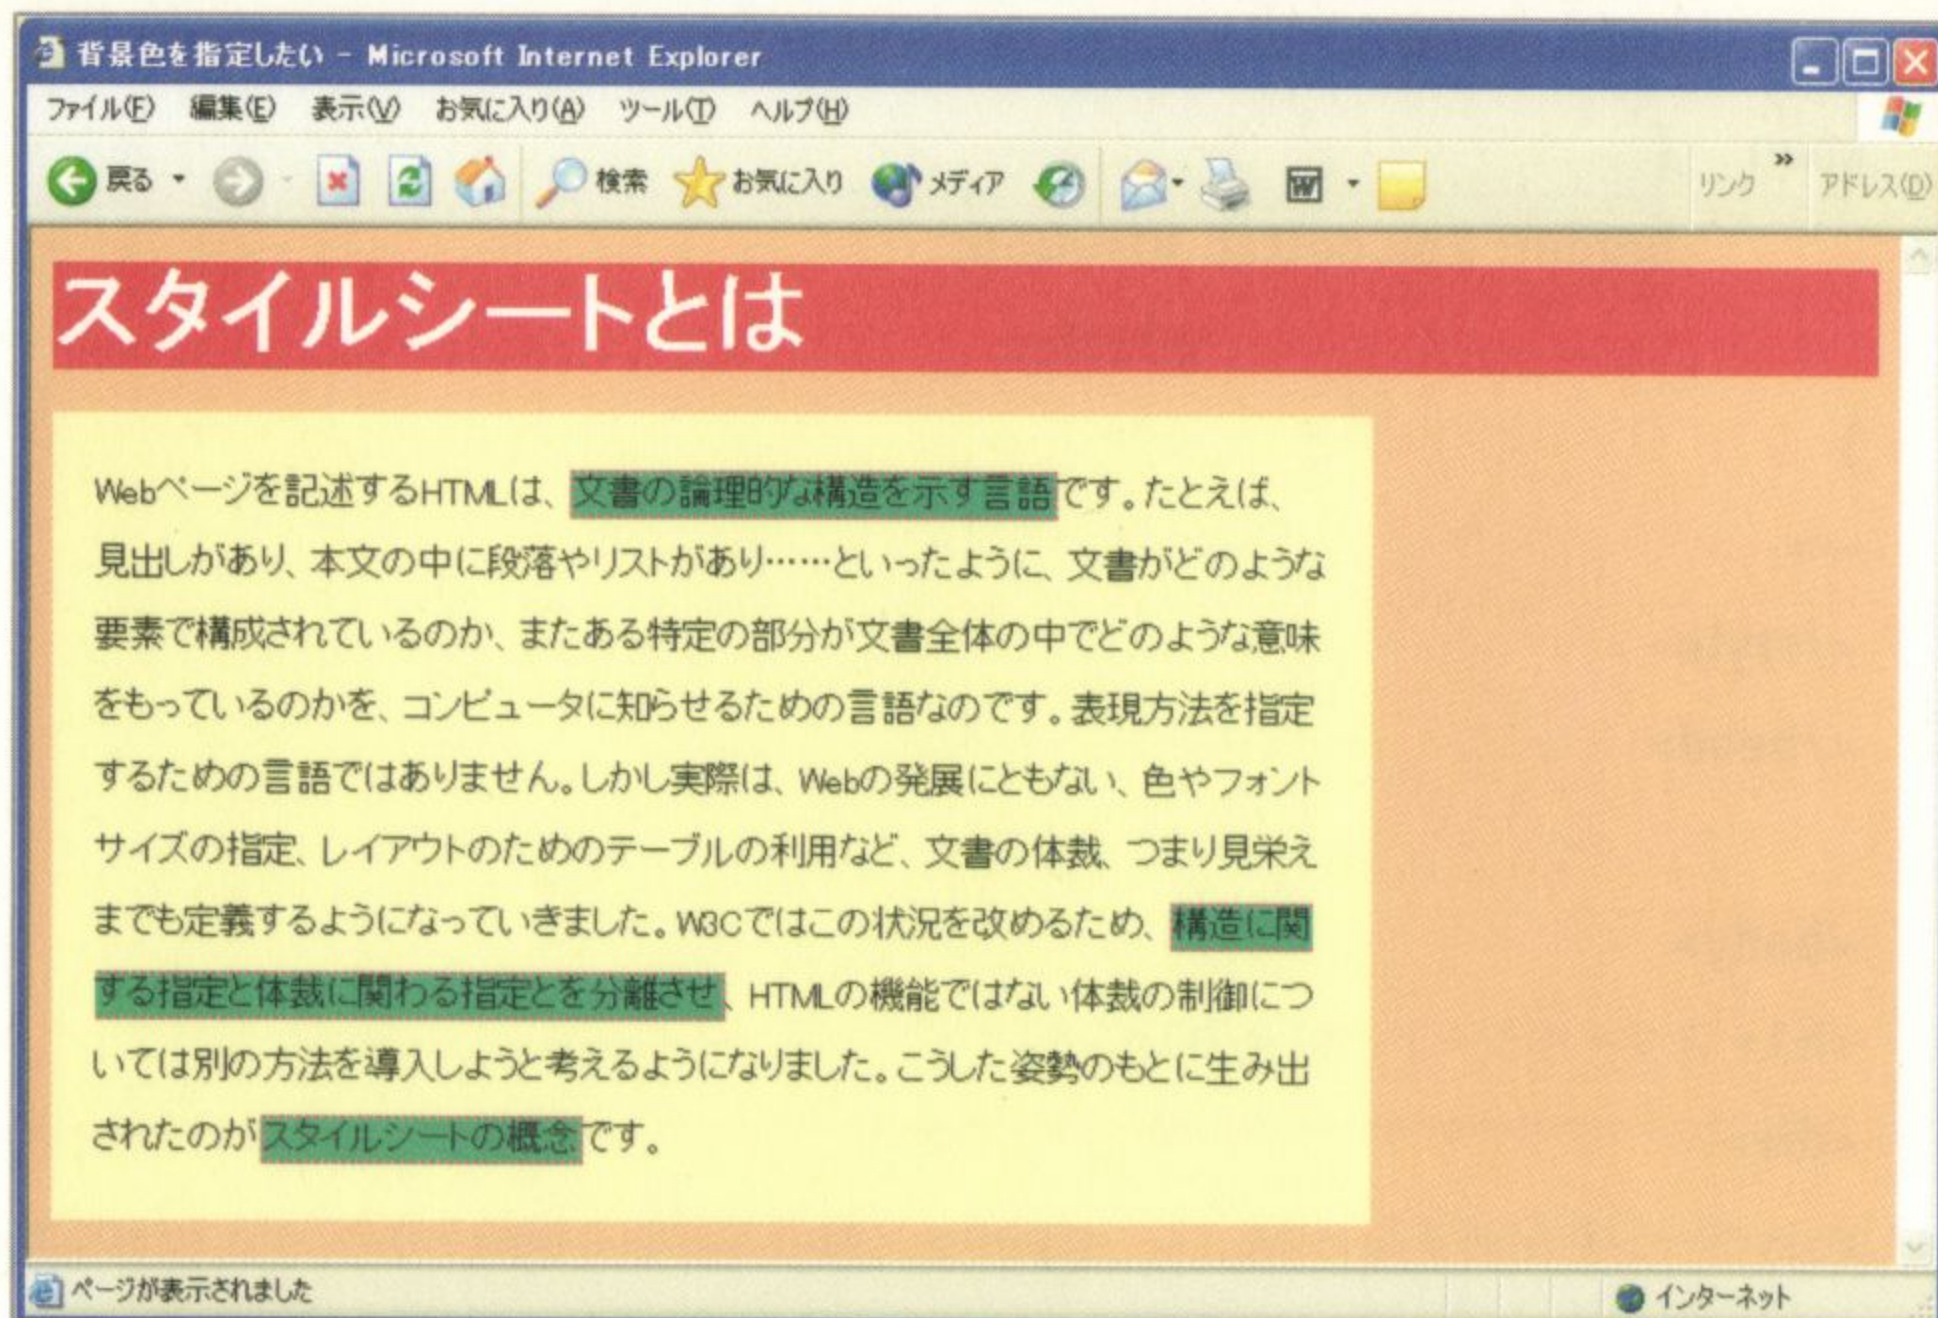 背景色を指定したい - Microsoft Internet Explorer
ファイル(F) 編集(E) 表示(V) お気に入り(A) ツール(T) ヘルプ(H)
戻る 検索 お気に入り メディア W リンク » アドレス(D)
スタイルシートとは
Webページを記述するHTMLは、文書の論理的な構造を示す言語です。たとえば、
見出しがあり、本文の中に段落やリストがあり……といったように、文書がどのような
要素で構成されているのか、またある特定の部分が文書全体の中でどのような意味
をもっているのかを、コンピュータに知らせるための言語なのです。表現方法を指定
するための言語ではありません。しかし実際は、Webの発展にともない、色やフォント
サイズの指定、レイアウトのためのテーブルの利用など、文書の体裁、つまり見栄え
までも定義するようになっていきました。W3Cではこの状況を改めるため、構造に関
する指定と体裁に関わる指定とを分離させ、HTMLの機能ではない体裁の制御につ
いては別の方法を導入しようと考えるようになりました。こうした姿勢のもとに生み出
されたのがスタイルシートの概念です。
ページが表示されました インターネット